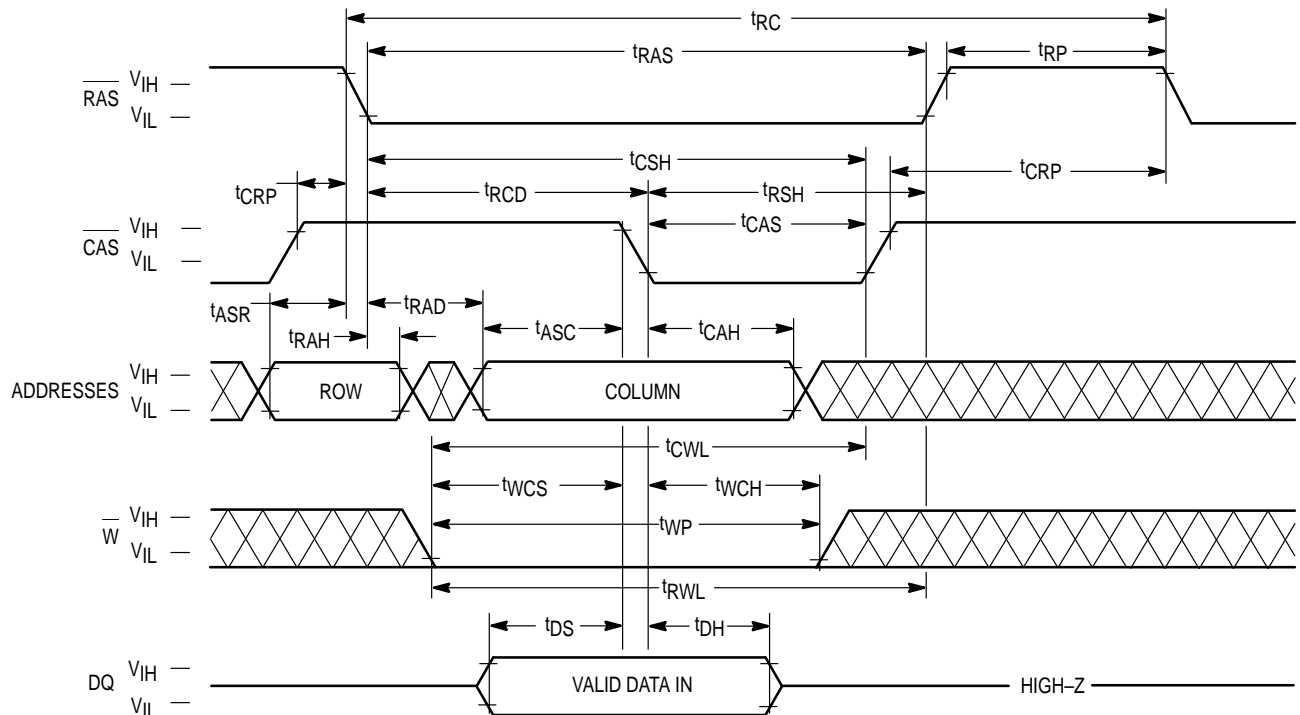 tRC
tRAS
tRP
RAS VIH
VIL
tCSH
tCRP
tCRP
tRCD
tRSH
tCAS
CAS VIH
VIL
tASR
tRAD
tRAH
tASC
tCAH
ADDRESSES VIH
VIL
ROW
COLUMN
tCWL
tWCS
tWCH
W VIH
VIL
tWP
tRWL
tDS
tDH
DQ VIH
VIL
VALID DATA IN
HIGH–Z